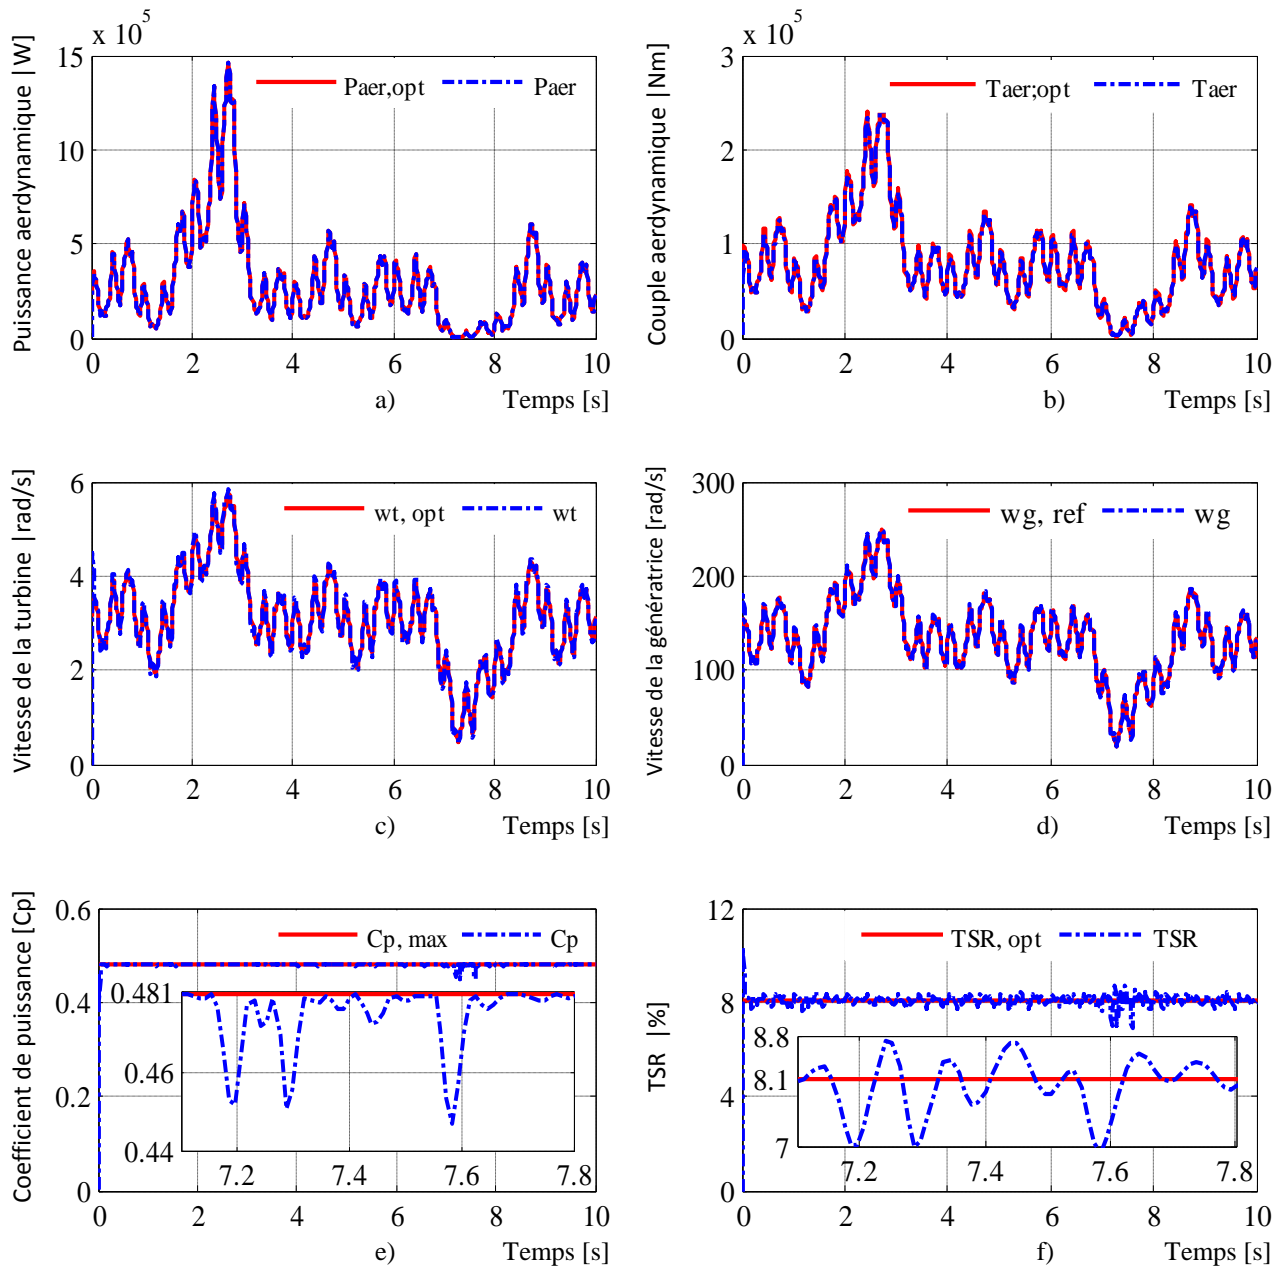 x 10⁵
Puissance aerdynamique |W]
15
10
5
0
Paer,opt
Paer
0 2 4 6 8 10
a)
Temps [s]
x 10⁵
Couple aerdynamique |Nm]
3
2
1
0
Taer;opt
Taer
0 2 4 6 8 10
b)
Temps [s]
Vitesse de la turbine |rad/s]
6
4
2
0
wt, opt
wt
0 2 4 6 8 10
c)
Temps [s]
Vitesse de la génératrice [rad/s]
300
200
100
0
wg, ref
wg
0 2 4 6 8 10
d)
Temps [s]
Coefficient de puissance [Cp]
0.6
0.4
0.2
0
Cp, max
Cp
0.481
0.46
0.44
7.2 7.4 7.6 7.8
0 2 4 6 8 10
e)
Temps [s]
TSR |%]
12
8
4
0
TSR, opt
TSR
8.8
8.1
7
7.2 7.4 7.6 7.8
0 2 4 6 8 10
f)
Temps [s]